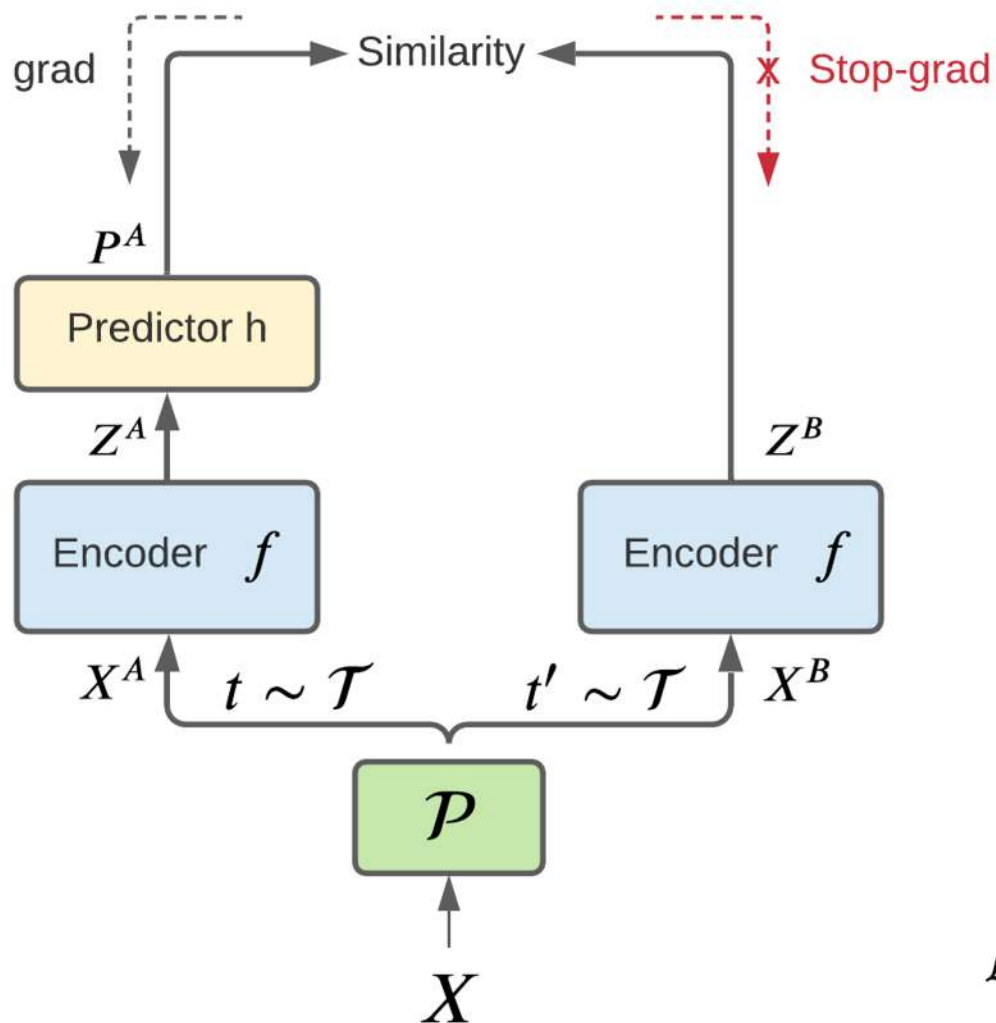 Similarity
grad
x Stop-grad
P^A
Predictor h
Z^A
Z^B
Encoder f
Encoder f
X^A
t ~ 𝒯
t′ ~ 𝒯
X^B
𝒫
X